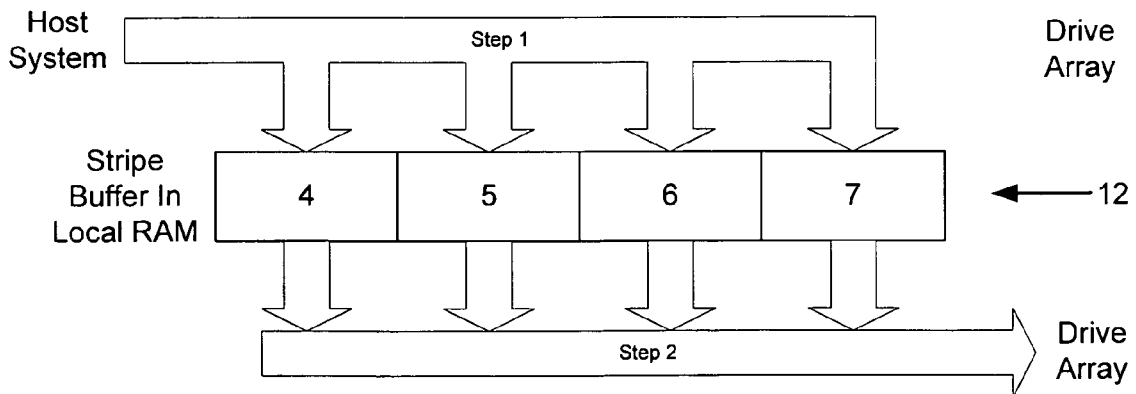 Host
System
Step 1
Drive
Array
Stripe
Buffer In
Local RAM
4
5
6
7
12
Step 2
Drive
Array